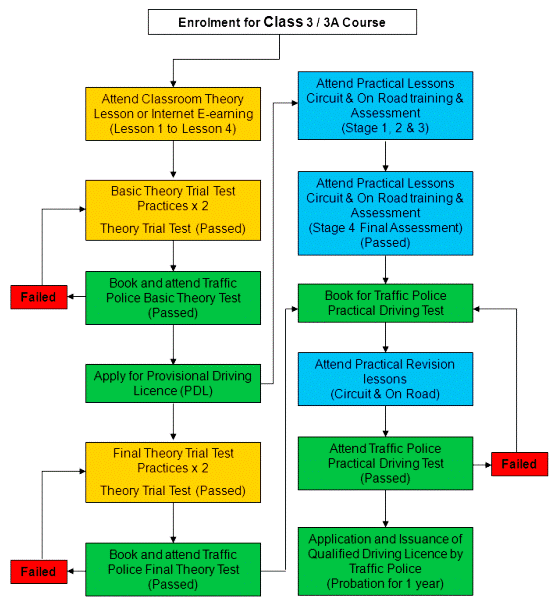 Enrolment for Class 3 / 3A Course
Attend Classroom Theory
Lesson or Internet E-earning
(Lesson 1 to Lesson 4)
Basic Theory Trial Test
Practices x 2
Theory Trial Test (Passed)
Failed
Book and attend Traffic
Police Basic Theory Test
(Passed)
Apply for Provisional Driving
Licence (PDL)
Final Theory Trial Test
Practices x 2
Theory Trial Test (Passed)
Failed
Book and attend Traffic
Police Final Theory Test
(Passed)
Attend Practical Lessons
Circuit & On Road training &
Assessment
(Stage 1, 2 & 3)
Attend Practical Lessons
Circuit & On Road training &
Assessment
(Stage 4 Final Assessment)
(Passed)
Book for Traffic Police
Practical Driving Test
Attend Practical Revision
lessons
(Circuit & On Road)
Attend Traffic Police
Practical Driving Test
(Passed)
Failed
Application and Issuance of
Qualified Driving Licence by
Traffic Police
(Probation for 1 year)